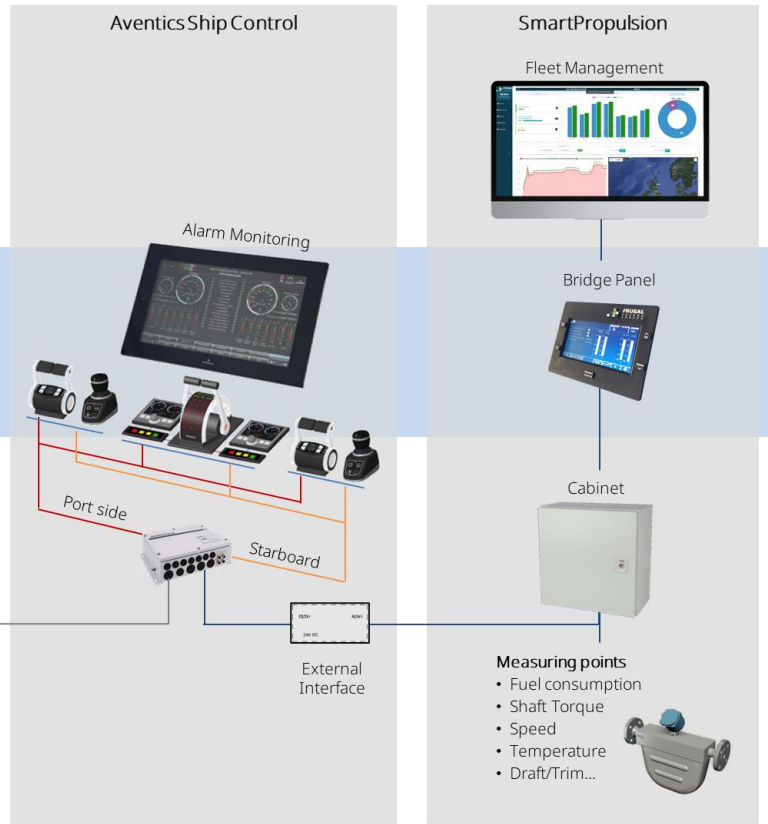 Aventics Ship Control
SmartPropulsion
Fleet Management
Alarm Monitoring
Bridge Panel
FRUGAL
Cabinet
Port side
Starboard
24V DC
External
Interface
Measuring points
• Fuel consumption
• Shaft Torque
• Speed
• Temperature
• Draft/Trim...